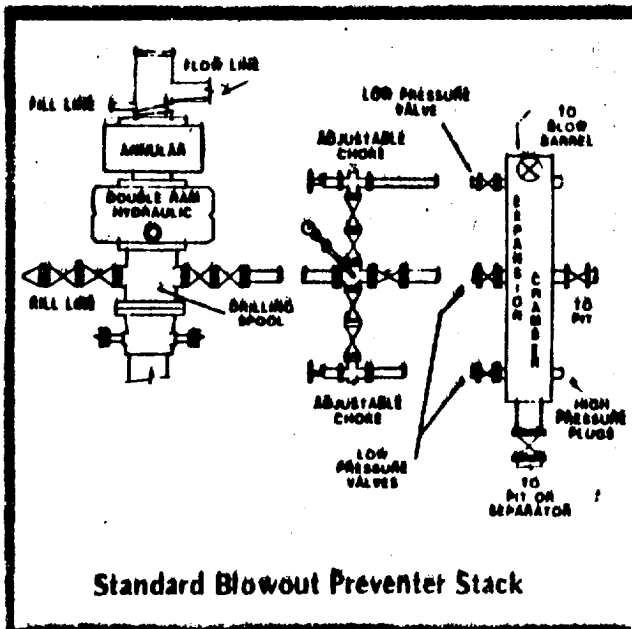 FLOW LINE
FILL LINE
ANNULAR
DOUBLE RAM
HYDRAULIC
KILL LINE
DRILLING
SPOOL
LOW PRESSURE
VALVE
ADJUSTABLE
CHOKE
ADJUSTABLE
CHOKE
LOW
PRESSURE
VALVES
TO
BLOW
BARREL
EXPANSION
CHAMBER
TO
PIT
HIGH
PRESSURE
PLUGS
TO
PIT OR
SEPARATOR
Standard Blowout Preventer Stack